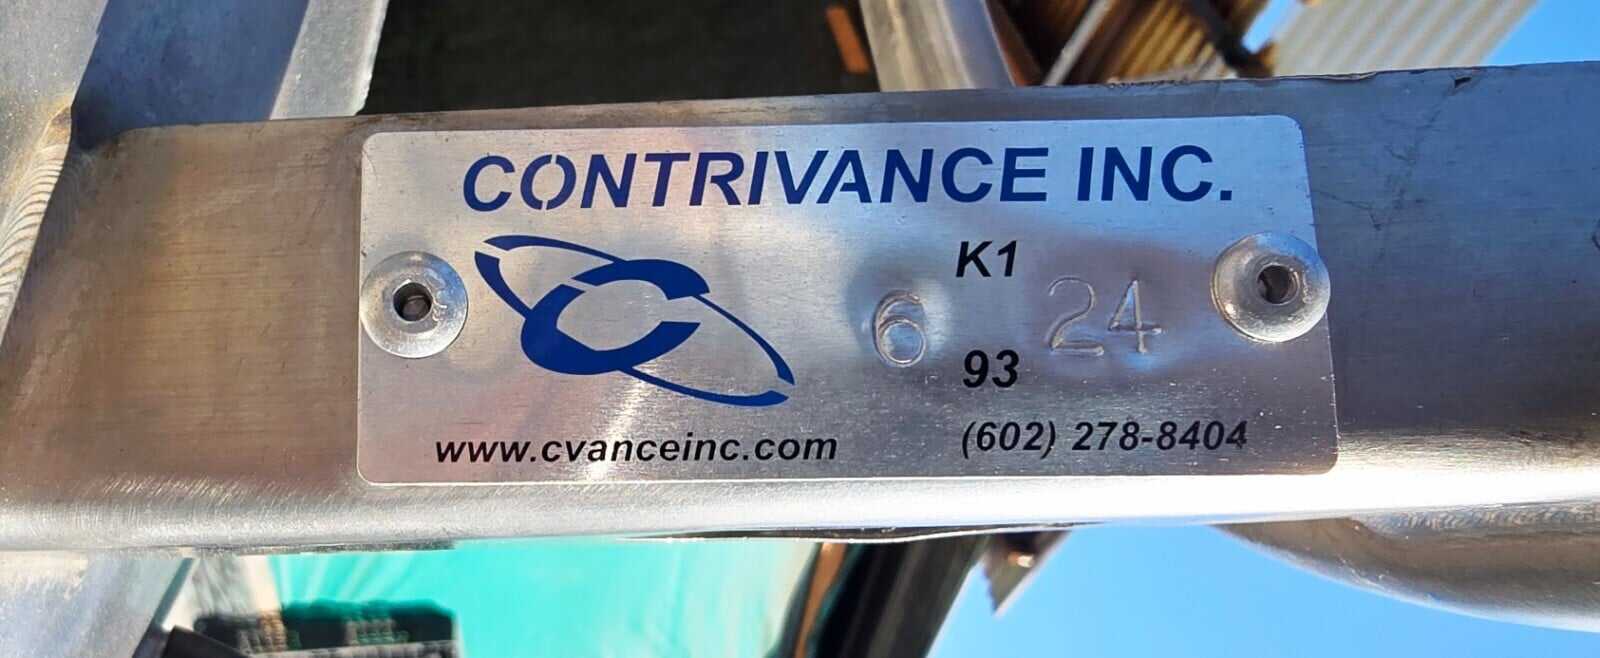 CONTRIVANCE INC.
K1
6 24
93
www.cvanceinc.com
(602) 278-8404